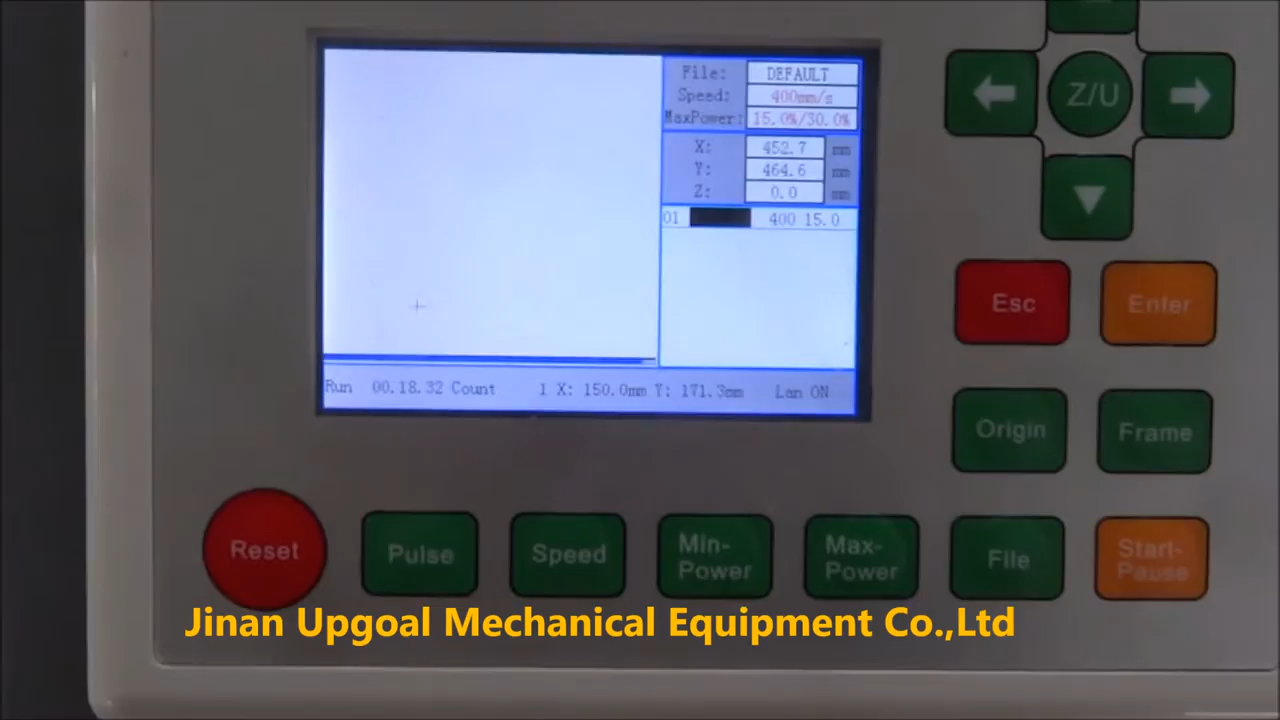 File: DEFAULT
Speed: 400mm/s
MaxPower: 15.0%/30.0%
X: 452.7 mm
Y: 464.6 mm
Z: 0.0 mm
01 400 15.0
Run 00.18.32 Count 1 X: 150.0mm Y: 171.3mm Lan ON
Z/U
Esc Enter
Origin Frame
Reset Pulse Speed Min-Power Max-Power File Start-Pause
Jinan Upgoal Mechanical Equipment Co.,Ltd